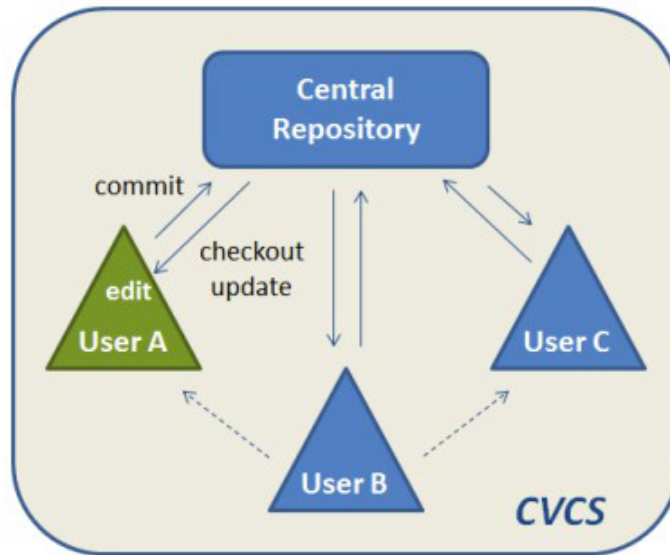 Central
Repository
commit
checkout
update
edit
User A
User C
User B
CVCS